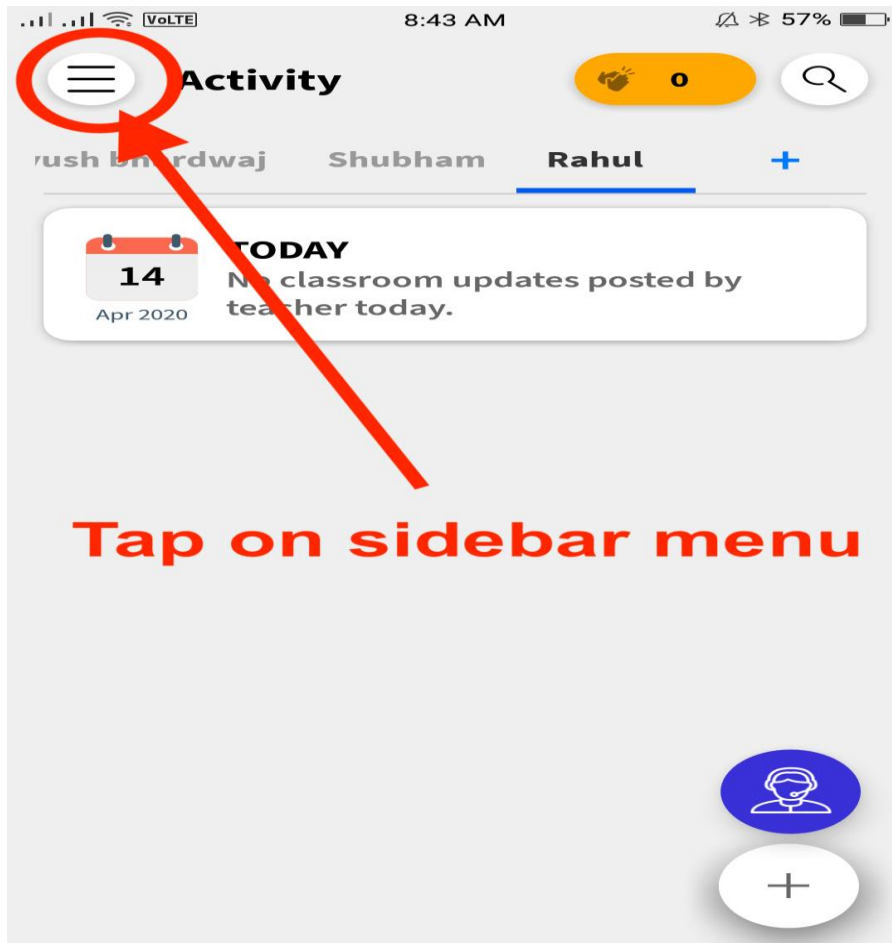 VoLTE 8:43 AM 57%
Activity 0
bhardwaj Shubham Rahul +
TODAY
14 No classroom updates posted by
Apr 2020 teacher today.
Tap on sidebar menu